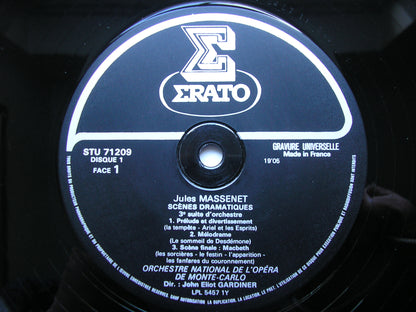 ERATO
STU 71209
DISQUE 1
FACE 1
GRAVURE UNIVERSELLE
Made in France
19'05
Jules MASSENET
SCÈNES DRAMATIQUES
3e suite d'orchestre
1. Prélude et divertissement
(la tempête - Ariel et les Esprits)
2. Mélodrame
(Le sommeil de Desdémone)
3. Scène finale: Macbeth
(les sorcières - le festin - l'apparition -
les fanfares du couronnement)
ORCHESTRE NATIONAL DE L'OPÉRA
DE MONTE-CARLO
Dir.: John Eliot GARDINER
LPL 5457 1Y